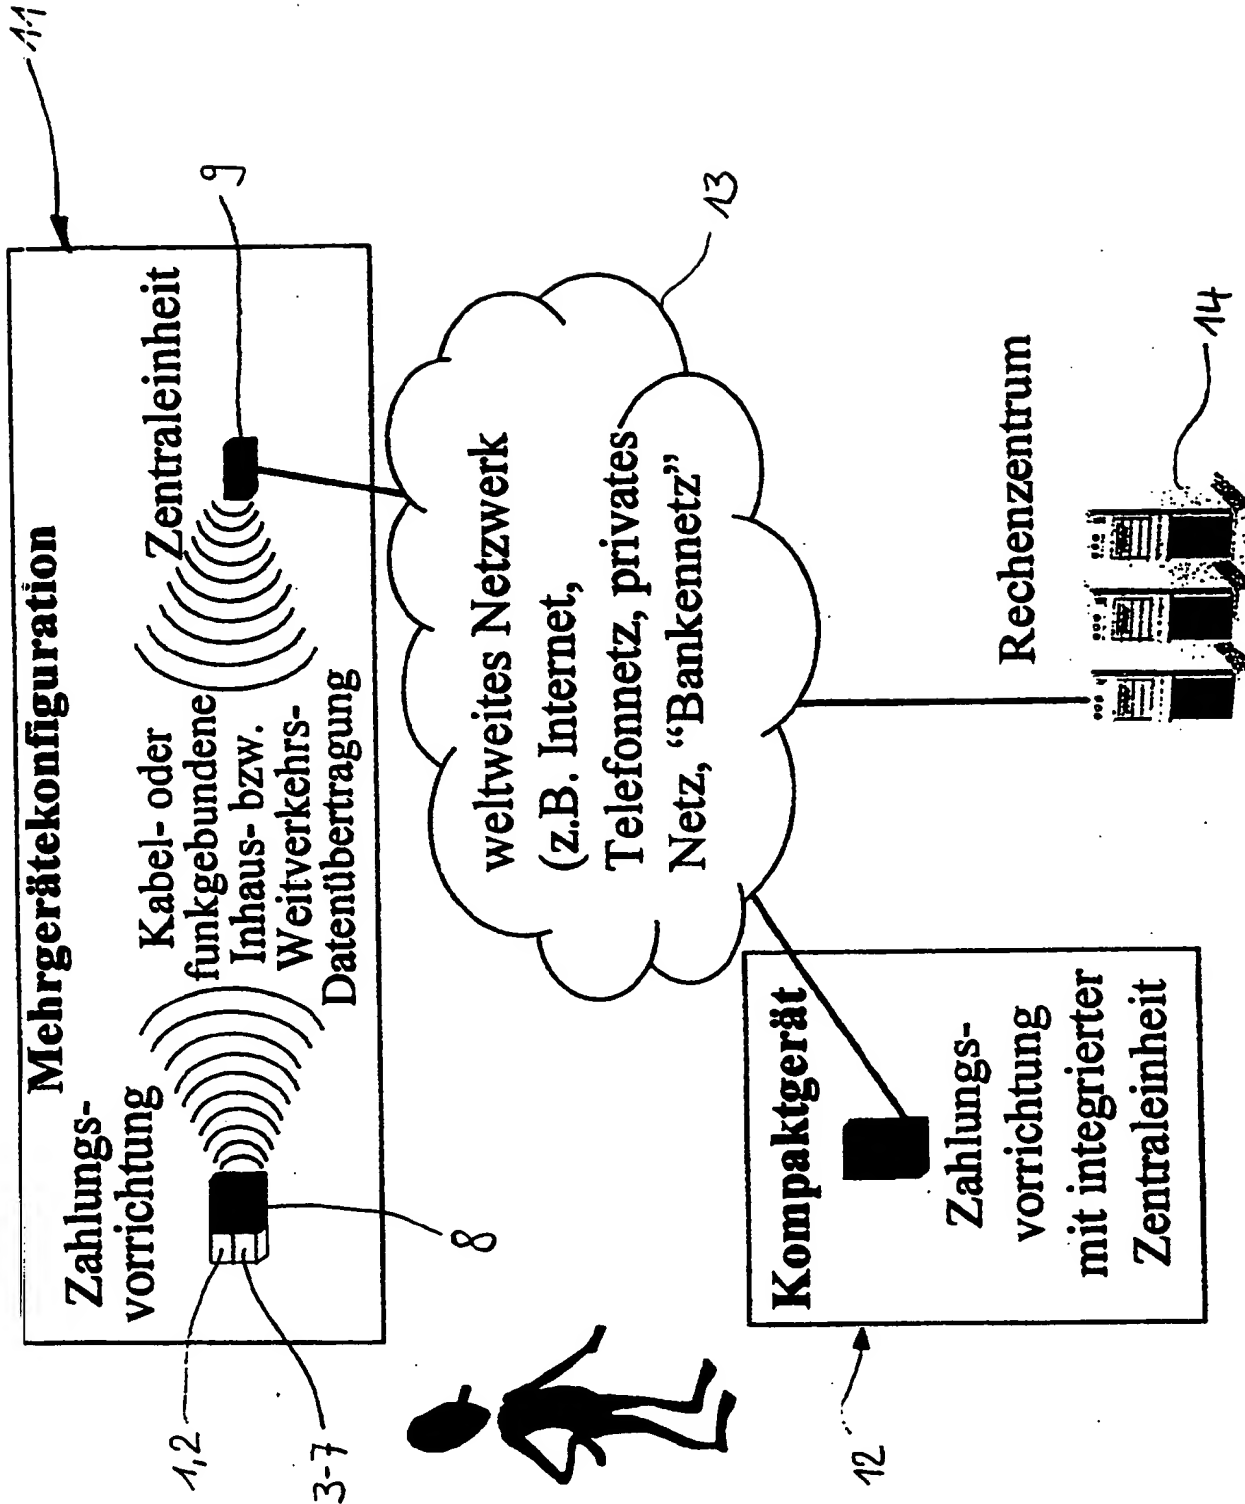 11
Mehrgerätekonfiguration
Zahlungs-
vorrichtung
Kabel- oder
funkgebundene
Inhaus- bzw.
Weitverkehrs-
Datenübertragung
Zentraleinheit
9
1,2
3-7
8
weltweites Netzwerk
(z.B. Internet,
Telefonnetz, privates
Netz, “Bankennetz”
13
Kompaktgerät
Zahlungs-
vorrichtung
mit integrierter
Zentraleinheit
12
Rechenzentrum
14